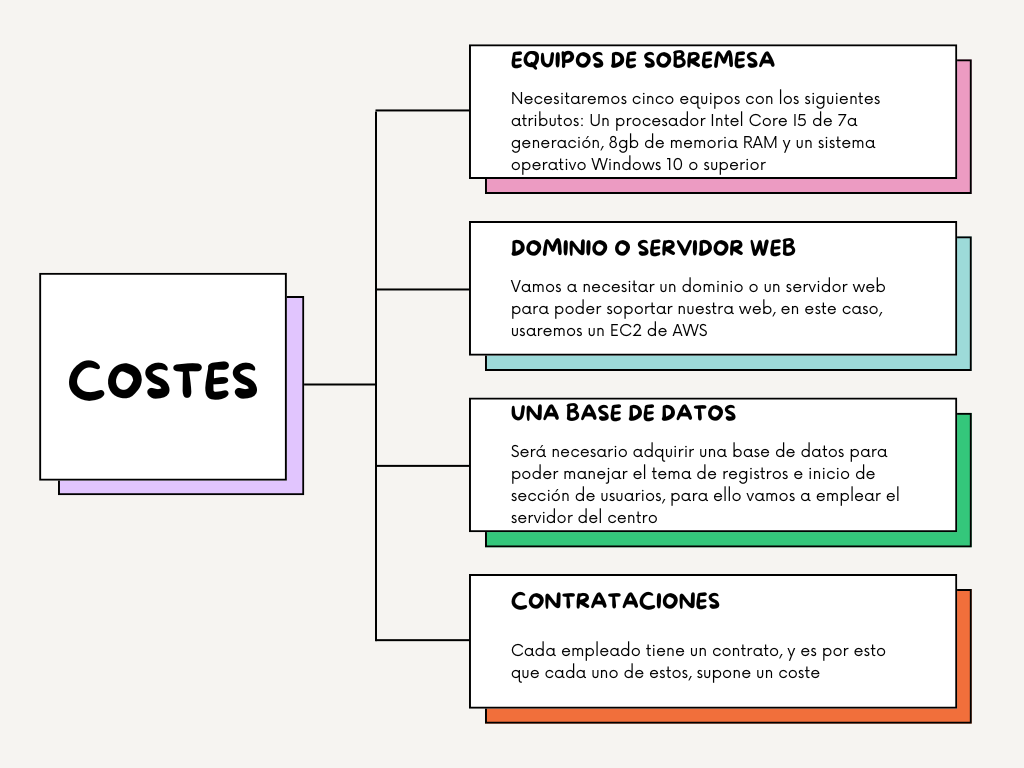 COSTES
EQUIPOS DE SOBREMESA
Necesitaremos cinco equipos con los siguientes
atributos: Un procesador Intel Core I5 de 7a
generación, 8gb de memoria RAM y un sistema
operativo Windows 10 o superior
DOMINIO O SERVIDOR WEB
Vamos a necesitar un dominio o un servidor web
para poder soportar nuestra web, en este caso,
usaremos un EC2 de AWS
UNA BASE DE DATOS
Será necesario adquirir una base de datos para
poder manejar el tema de registros e inicio de
sección de usuarios, para ello vamos a emplear el
servidor del centro
CONTRATACIONES
Cada empleado tiene un contrato, y es por esto
que cada uno de estos, supone un coste